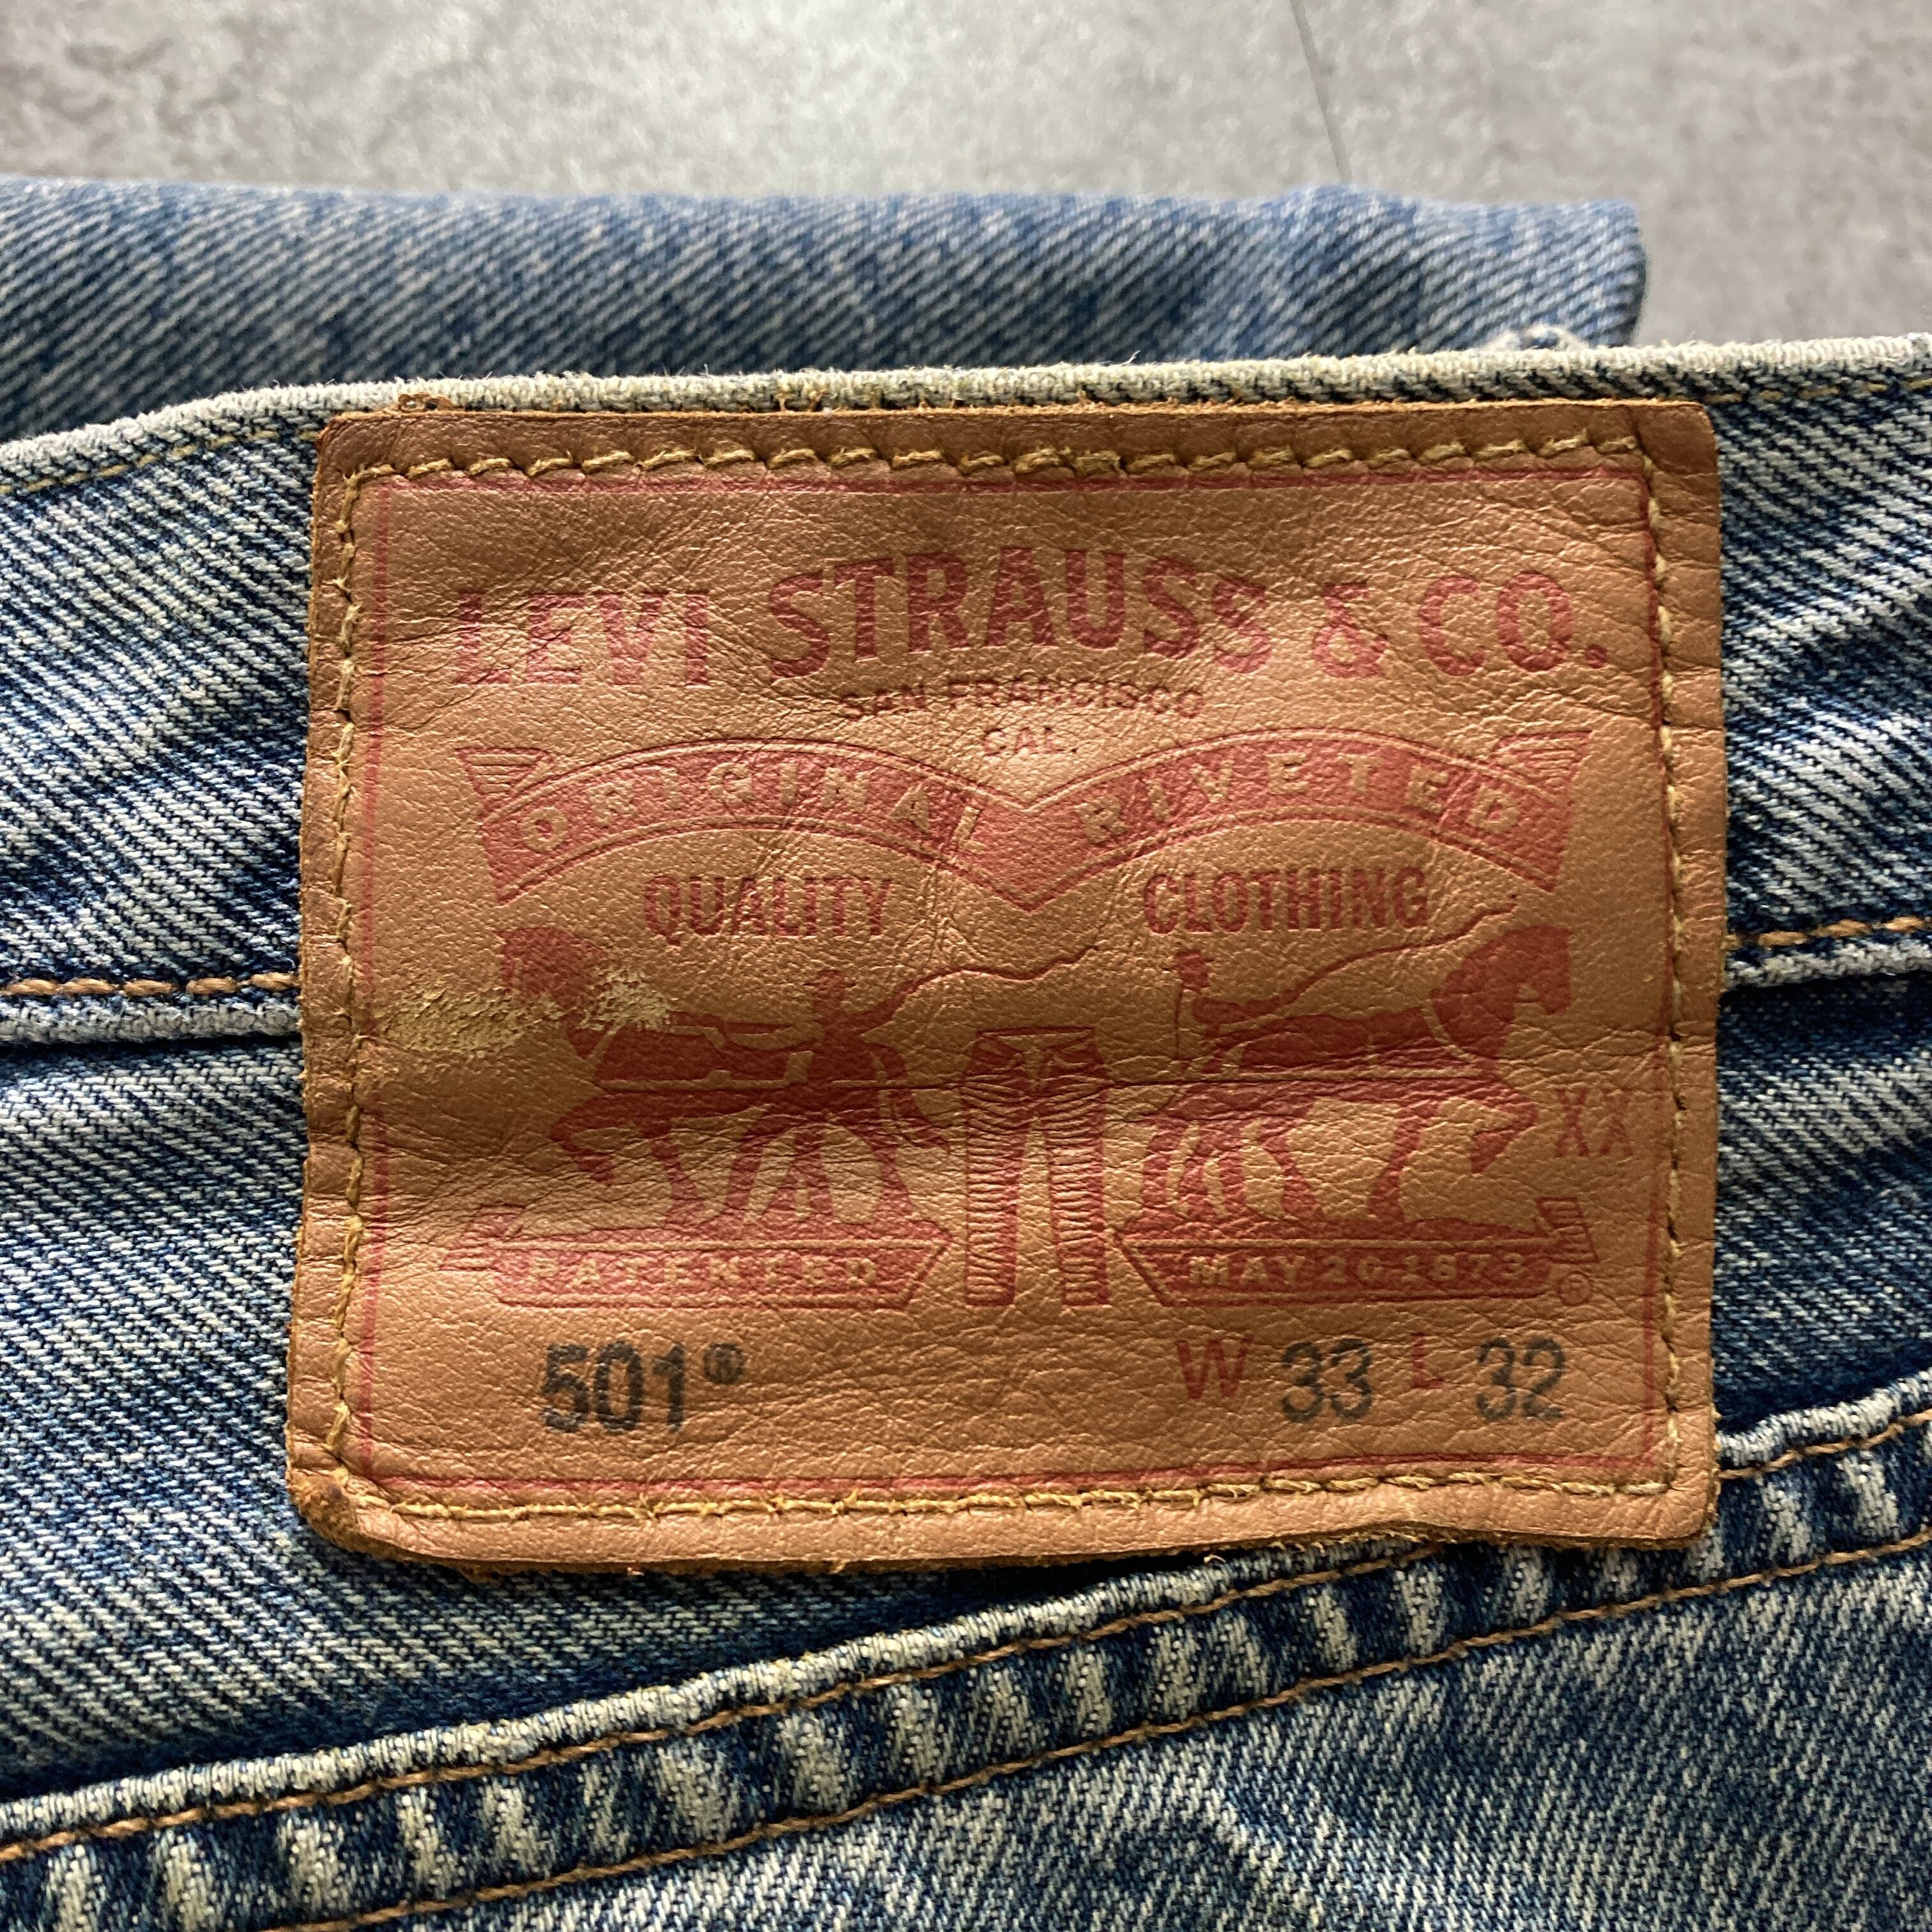 LEVI STRAUSS & CO.
SAN FRANCISCO
CAL.
ORIGINAL RIVETED
QUALITY CLOTHING
XX
PATENTED MAY 20 1873 ®
501® W 33 L 32